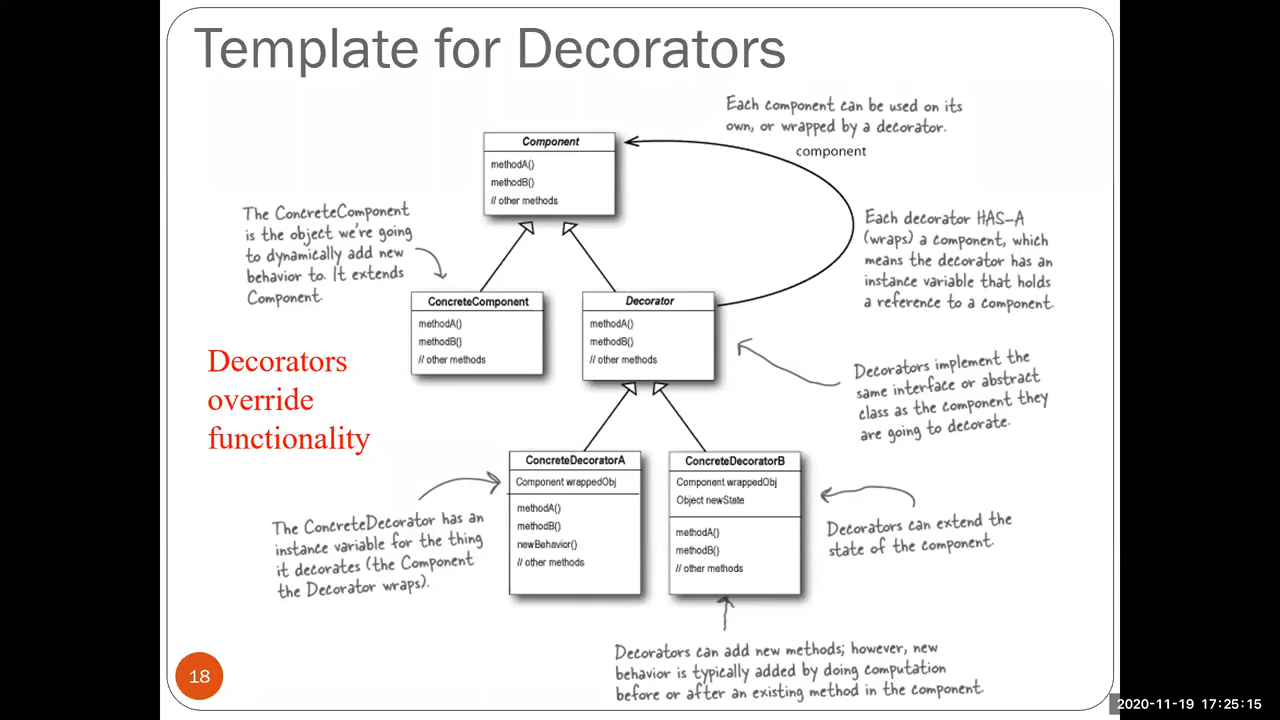 Template for Decorators
Each component can be used on its
own, or wrapped by a decorator.
component
Component
methodA()
methodB()
// other methods
The ConcreteComponent
is the object we're going
to dynamically add new
behavior to. It extends
Component.
Each decorator HAS-A
(wraps) a component, which
means the decorator has an
instance variable that holds
a reference to a component.
ConcreteComponent
methodA()
methodB()
// other methods
Decorator
methodA()
methodB()
// other methods
Decorators
override
functionality
Decorators implement the
same interface or abstract
class as the component they
are going to decorate.
ConcreteDecoratorA
Component wrappedObj
methodA()
methodB()
newBehavior()
// other methods
ConcreteDecoratorB
Component wrappedObj
Object newState
methodA()
methodB()
// other methods
The ConcreteDecorator has an
instance variable for the thing
it decorates (the Component
the Decorator wraps).
Decorators can extend the
state of the component.
Decorators can add new methods; however, new
behavior is typically added by doing computation
before or after an existing method in the component.
18
2020-11-19 17:25:15